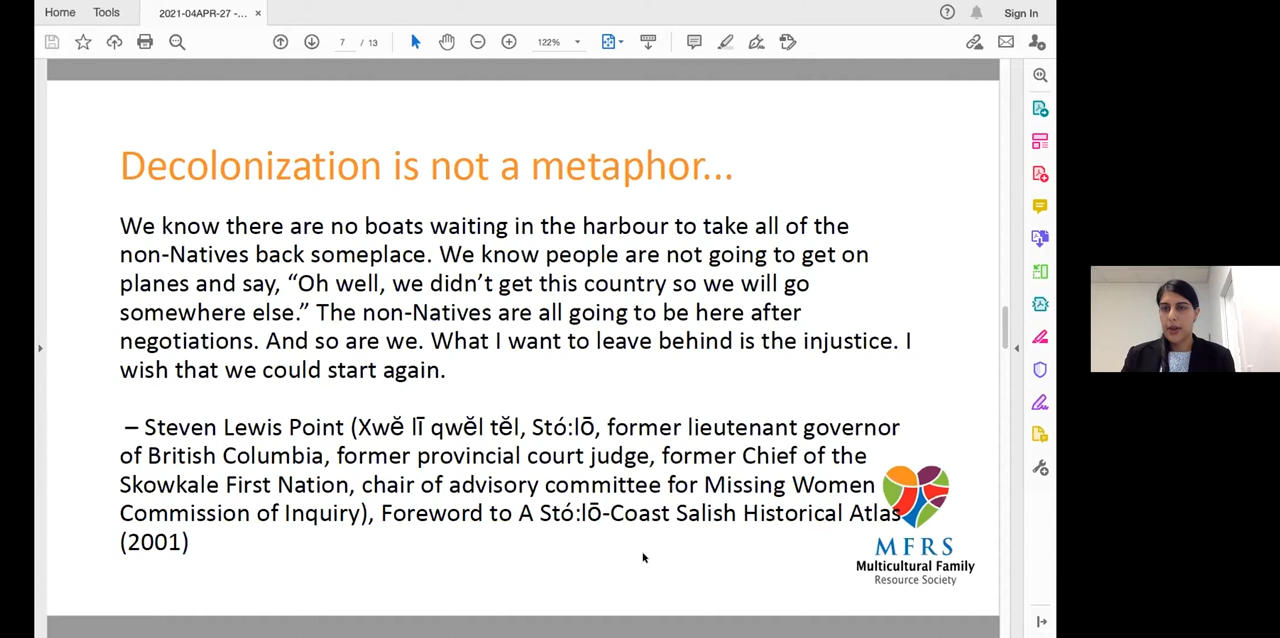 Home Tools 2021-04APR-27 -... × Sign In
7 / 13 122%
Decolonization is not a metaphor...
We know there are no boats waiting in the harbour to take all of the
non-Natives back someplace. We know people are not going to get on
planes and say, “Oh well, we didn’t get this country so we will go
somewhere else.” The non-Natives are all going to be here after
negotiations. And so are we. What I want to leave behind is the injustice. I
wish that we could start again.
– Steven Lewis Point (Xwĕ lī qwĕl tĕl, Stó:lō, former lieutenant governor
of British Columbia, former provincial court judge, former Chief of the
Skowkale First Nation, chair of advisory committee for Missing Women
Commission of Inquiry), Foreword to A Stó:lō-Coast Salish Historical Atlas
(2001)
MFRS
Multicultural Family
Resource Society